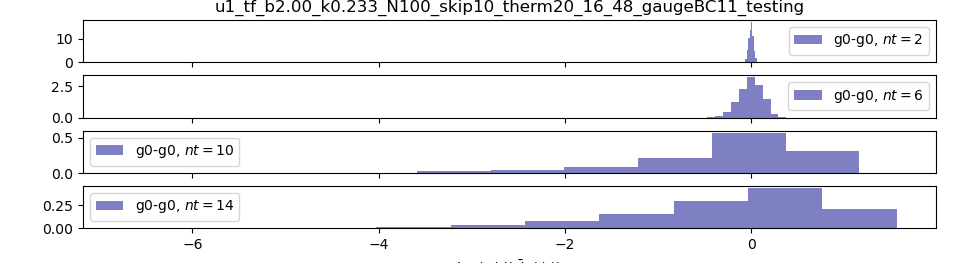 u1_tf_b2.00_k0.233_N100_skip10_therm20_16_48_gaugeBC11_testing
10
0
g0-g0, nt = 2
2.5
0.0
g0-g0, nt = 6
0.5
0.0
g0-g0, nt = 10
0.25
0.00
g0-g0, nt = 14
−6 −4 −2 0